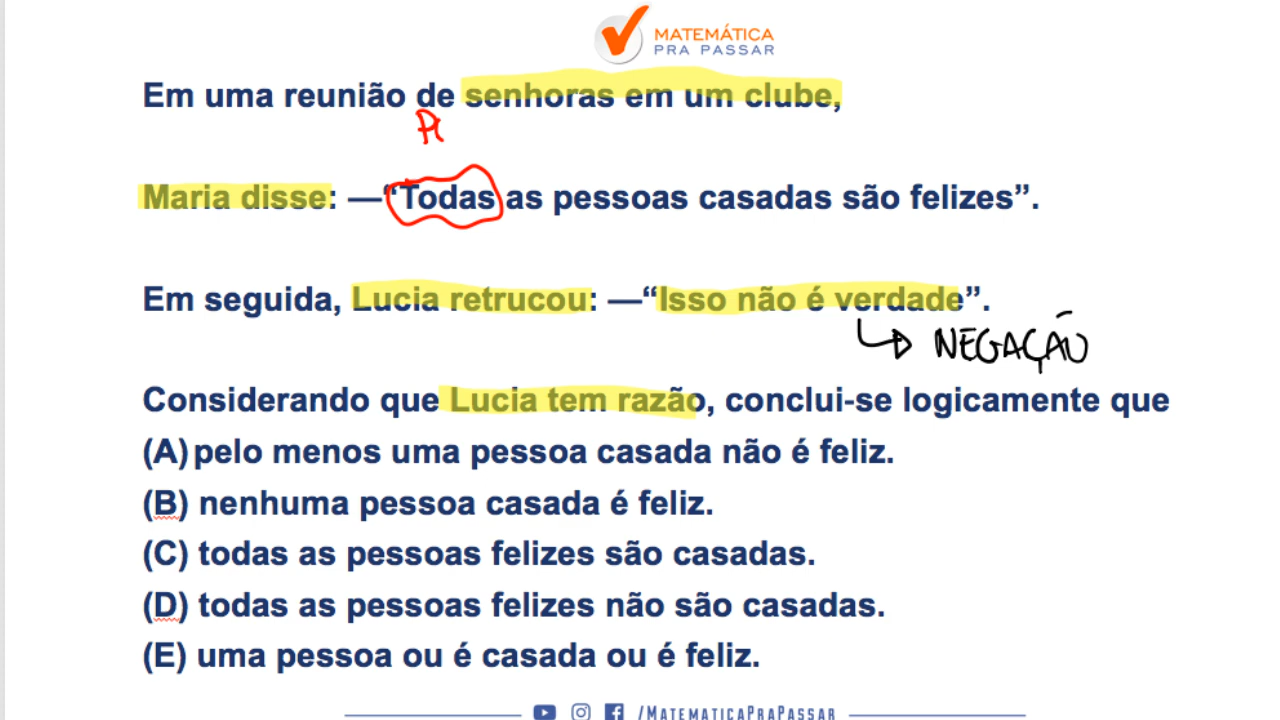 MATEMÁTICA
PRA PASSAR
Em uma reunião de senhoras em um clube,
Maria disse: —“Todas as pessoas casadas são felizes”.
Em seguida, Lucia retrucou: —“Isso não é verdade”.
NEGAÇÃO
Considerando que Lucia tem razão, conclui-se logicamente que
(A) pelo menos uma pessoa casada não é feliz.
(B) nenhuma pessoa casada é feliz.
(C) todas as pessoas felizes são casadas.
(D) todas as pessoas felizes não são casadas.
(E) uma pessoa ou é casada ou é feliz.
/MATEMATICAPRAPASSAR